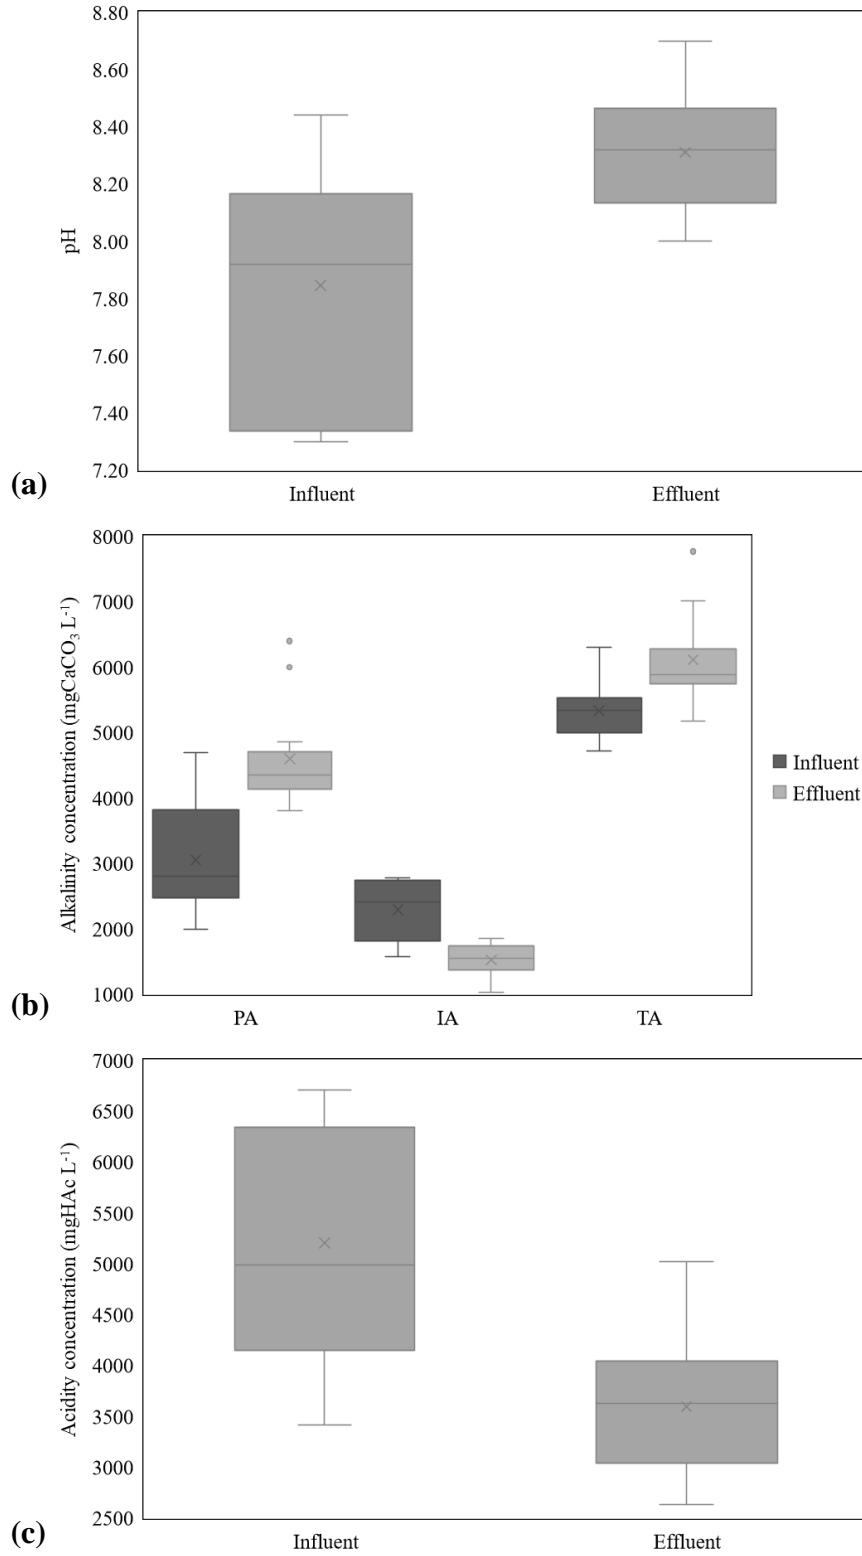 8.80
8.60
8.40
8.20
8.00
7.80
7.60
7.40
7.20
pH
Influent
Effluent
(a)
8000
7000
6000
5000
4000
3000
2000
1000
Alkalinity concentration (mgCaCO₃ L⁻¹)
PA
IA
TA
Influent
Effluent
(b)
7000
6500
6000
5500
5000
4500
4000
3500
3000
2500
Acidity concentration (mgHAc L⁻¹)
Influent
Effluent
(c)